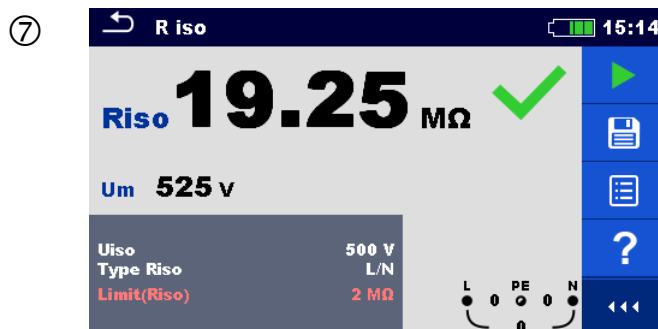 ⑦
R iso 15:14
Riso 19.25 MΩ
Um 525 V
Uiso 500 V
Type Riso L/N
Limit(Riso) 2 MΩ
?
L PE N
0 0
0